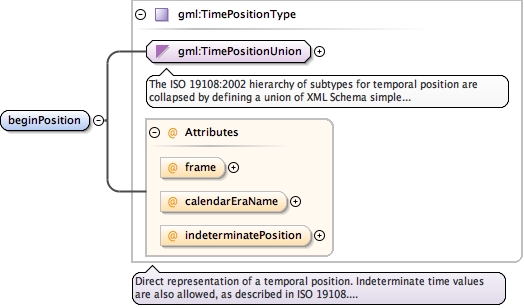 gml:TimePositionType
gml:TimePositionUnion
The ISO 19108:2002 hierarchy of subtypes for temporal position are
collapsed by defining a union of XML Schema simple...
beginPosition
@ Attributes
@ frame
@ calendarEraName
@ indeterminatePosition
Direct representation of a temporal position. Indeterminate time values
are also allowed, as described in ISO 19108....